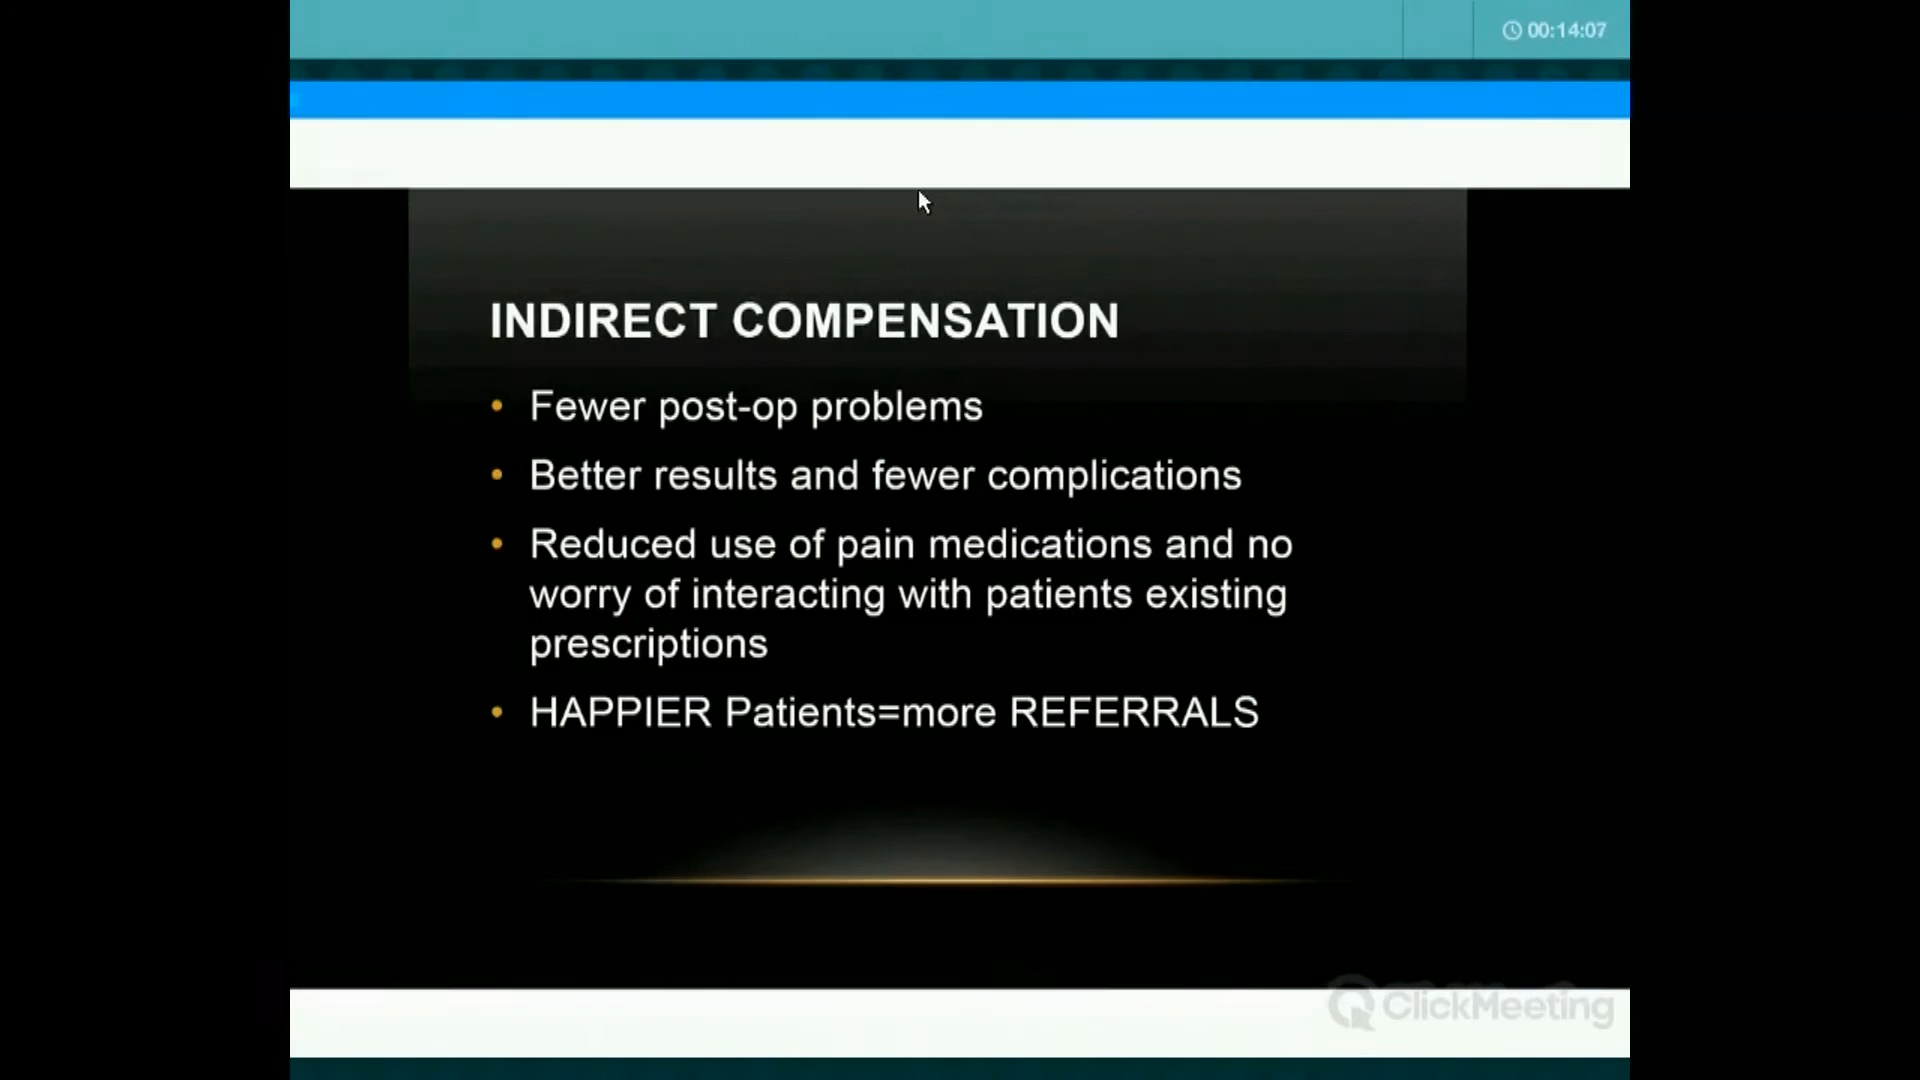 00:14:07
INDIRECT COMPENSATION
• Fewer post-op problems
• Better results and fewer complications
• Reduced use of pain medications and no
worry of interacting with patients existing
prescriptions
• HAPPIER Patients=more REFERRALS
ClickMeeting